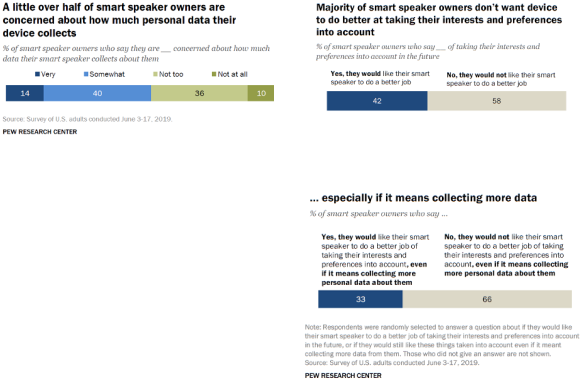 A little over half of smart speaker owners are
concerned about how much personal data their
device collects
% of smart speaker owners who say they are __ concerned about how much
data their smart speaker collects about them
Very Somewhat Not too Not at all
14 40 36 10
Source: Survey of U.S. adults conducted June 3-17, 2019.
PEW RESEARCH CENTER
Majority of smart speaker owners don't want device
to do better at taking their interests and preferences
into account
% of smart speaker owners who say __ of taking their interests and
preferences into account in the future
Yes, they would like their smart
speaker to do a better job
No, they would not like their smart
speaker to do a better job
42 58
... especially if it means collecting more data
% of smart speaker owners who say ...
Yes, they would like their smart
speaker to do a better job of
taking their interests and
preferences into account, even
if it means collecting more
personal data about them
No, they would not like their smart
speaker to do a better job of taking
their interests and preferences into
account, even if it means collecting
more personal data about them
33 66
Note: Respondents were randomly selected to answer a question about if they would like
their smart speaker to do a better job of taking their interests and preferences into account
in the future, or if they would still like these things taken into account even if it meant
collecting more data from them. Those who did not give an answer are not shown.
Source: Survey of U.S. adults conducted June 3-17, 2019.
PEW RESEARCH CENTER